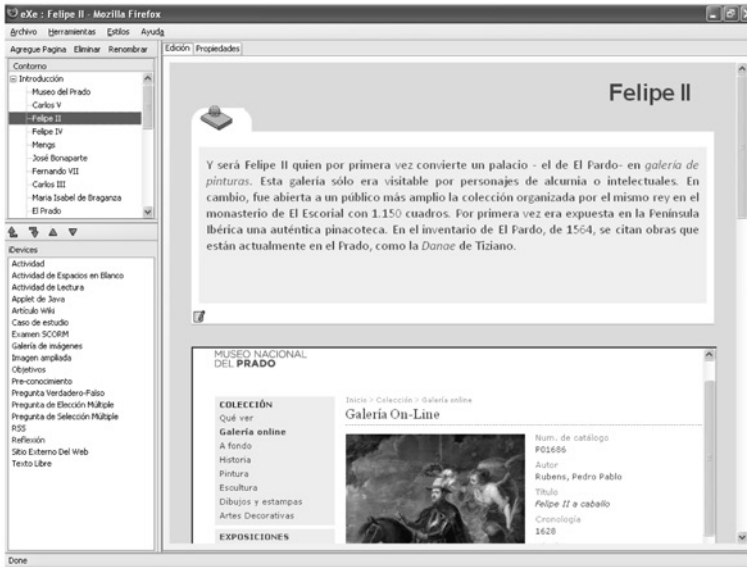 eXe : Felipe II - Mozilla Firefox
Archivo Herramientas Estilos Ayuda
Agregue Pagina Eliminar Renombrar
Contorno
Introducción
Museo del Prado
Carlos V
Felipe II
Felipe IV
Mengs
José Bonaparte
Fernando VII
Carlos III
Maria Isabel de Braganza
El Prado
iDevices
Actividad
Actividad de Espacios en Blanco
Actividad de Lectura
Applet de Java
Artículo Wiki
Caso de estudio
Examen SCORM
Galería de imágenes
Imagen ampliada
Objetivos
Pre-conocimiento
Pregunta Verdadero-Falso
Pregunta de Elección Múltiple
Pregunta de Selección Múltiple
RSS
Reflexión
Sitio Externo Del Web
Texto Libre
Edición Propiedades
Felipe II
Y será Felipe II quien por primera vez convierte un palacio - el de El Pardo- en galería de
pinturas. Esta galería sólo era visitable por personajes de alcurnia o intelectuales. En
cambio, fue abierta a un público más amplio la colección organizada por el mismo rey en el
monasterio de El Escorial con 1.150 cuadros. Por primera vez era expuesta en la Península
Ibérica una auténtica pinacoteca. En el inventario de El Pardo, de 1564, se citan obras que
están actualmente en el Prado, como la Danae de Tiziano.
MUSEO NACIONAL
DEL PRADO
COLECCIÓN
Qué ver
Galería online
A fondo
Historia
Pintura
Escultura
Dibujos y estampas
Artes Decorativas
EXPOSICIONES
Inicio > Colección > Galería online
Galería On-Line
Num. de catálogo
P01686
Autor
Rubens, Pedro Pablo
Título
Felipe II a caballo
Cronología
1628
Done